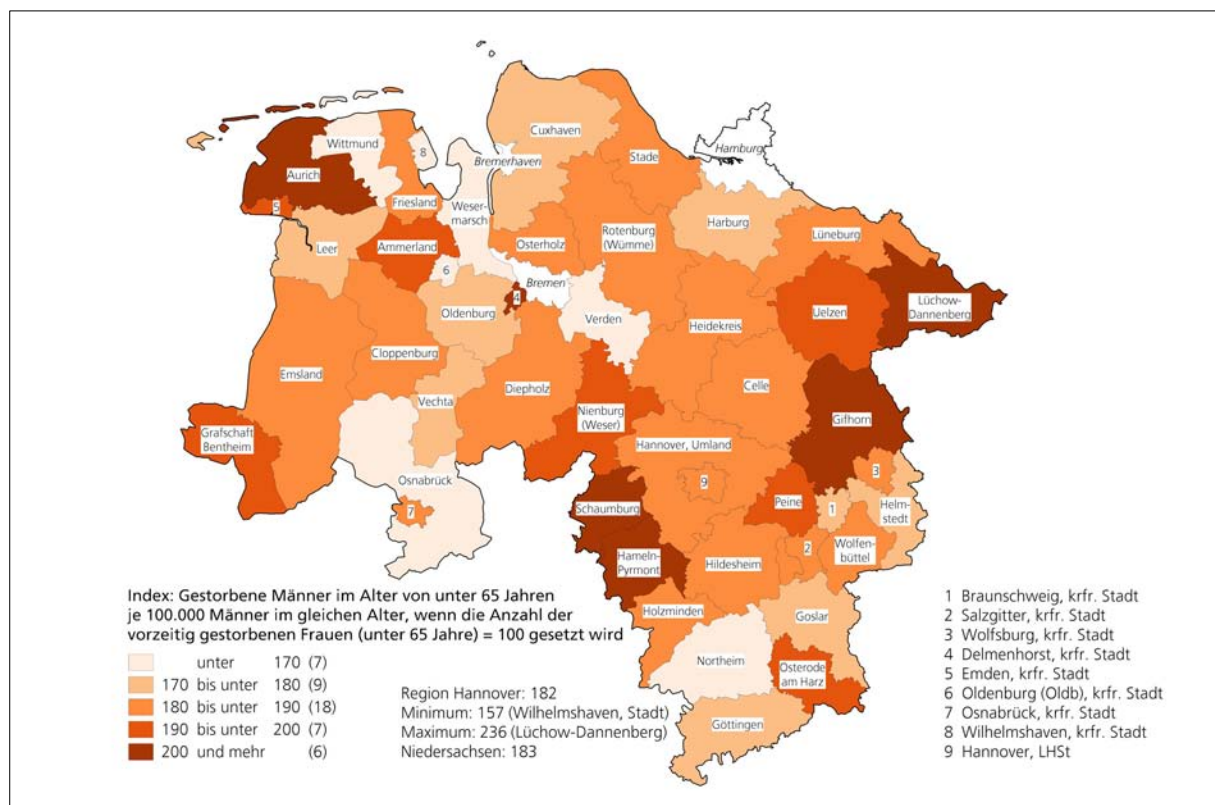 Cuxhaven
Wittmund
8
Bremerhaven
Stade
Hamburg
Aurich
Friesland
Weser-
marsch
5
Harburg
Leer
Ammerland
Osterholz
Rotenburg
(Wümme)
Lüneburg
6
Bremen
4
Oldenburg
Verden
Heidekreis
Uelzen
Lüchow-
Dannenberg
Cloppenburg
Emsland
Diepholz
Celle
Vechta
Nienburg
(Weser)
Gifhorn
Grafschaft
Bentheim
Hannover, Umland
3
Osnabrück
9
Peine
1
Helm-
stedt
Schaumburg
7
2
Wolfen-
büttel
Hameln-
Pyrmont
Hildesheim
Holzminden
Goslar
Northeim
Osterode
am Harz
Göttingen
Index: Gestorbene Männer im Alter von unter 65 Jahren
je 100.000 Männer im gleichen Alter, wenn die Anzahl der
vorzeitig gestorbenen Frauen (unter 65 Jahre) = 100 gesetzt wird
unter 170 (7)
170 bis unter 180 (9)
180 bis unter 190 (18)
190 bis unter 200 (7)
200 und mehr (6)
Region Hannover: 182
Minimum: 157 (Wilhelmshaven, Stadt)
Maximum: 236 (Lüchow-Dannenberg)
Niedersachsen: 183
1 Braunschweig, krfr. Stadt
2 Salzgitter, krfr. Stadt
3 Wolfsburg, krfr. Stadt
4 Delmenhorst, krfr. Stadt
5 Emden, krfr. Stadt
6 Oldenburg (Oldb), krfr. Stadt
7 Osnabrück, krfr. Stadt
8 Wilhelmshaven, krfr. Stadt
9 Hannover, LHSt